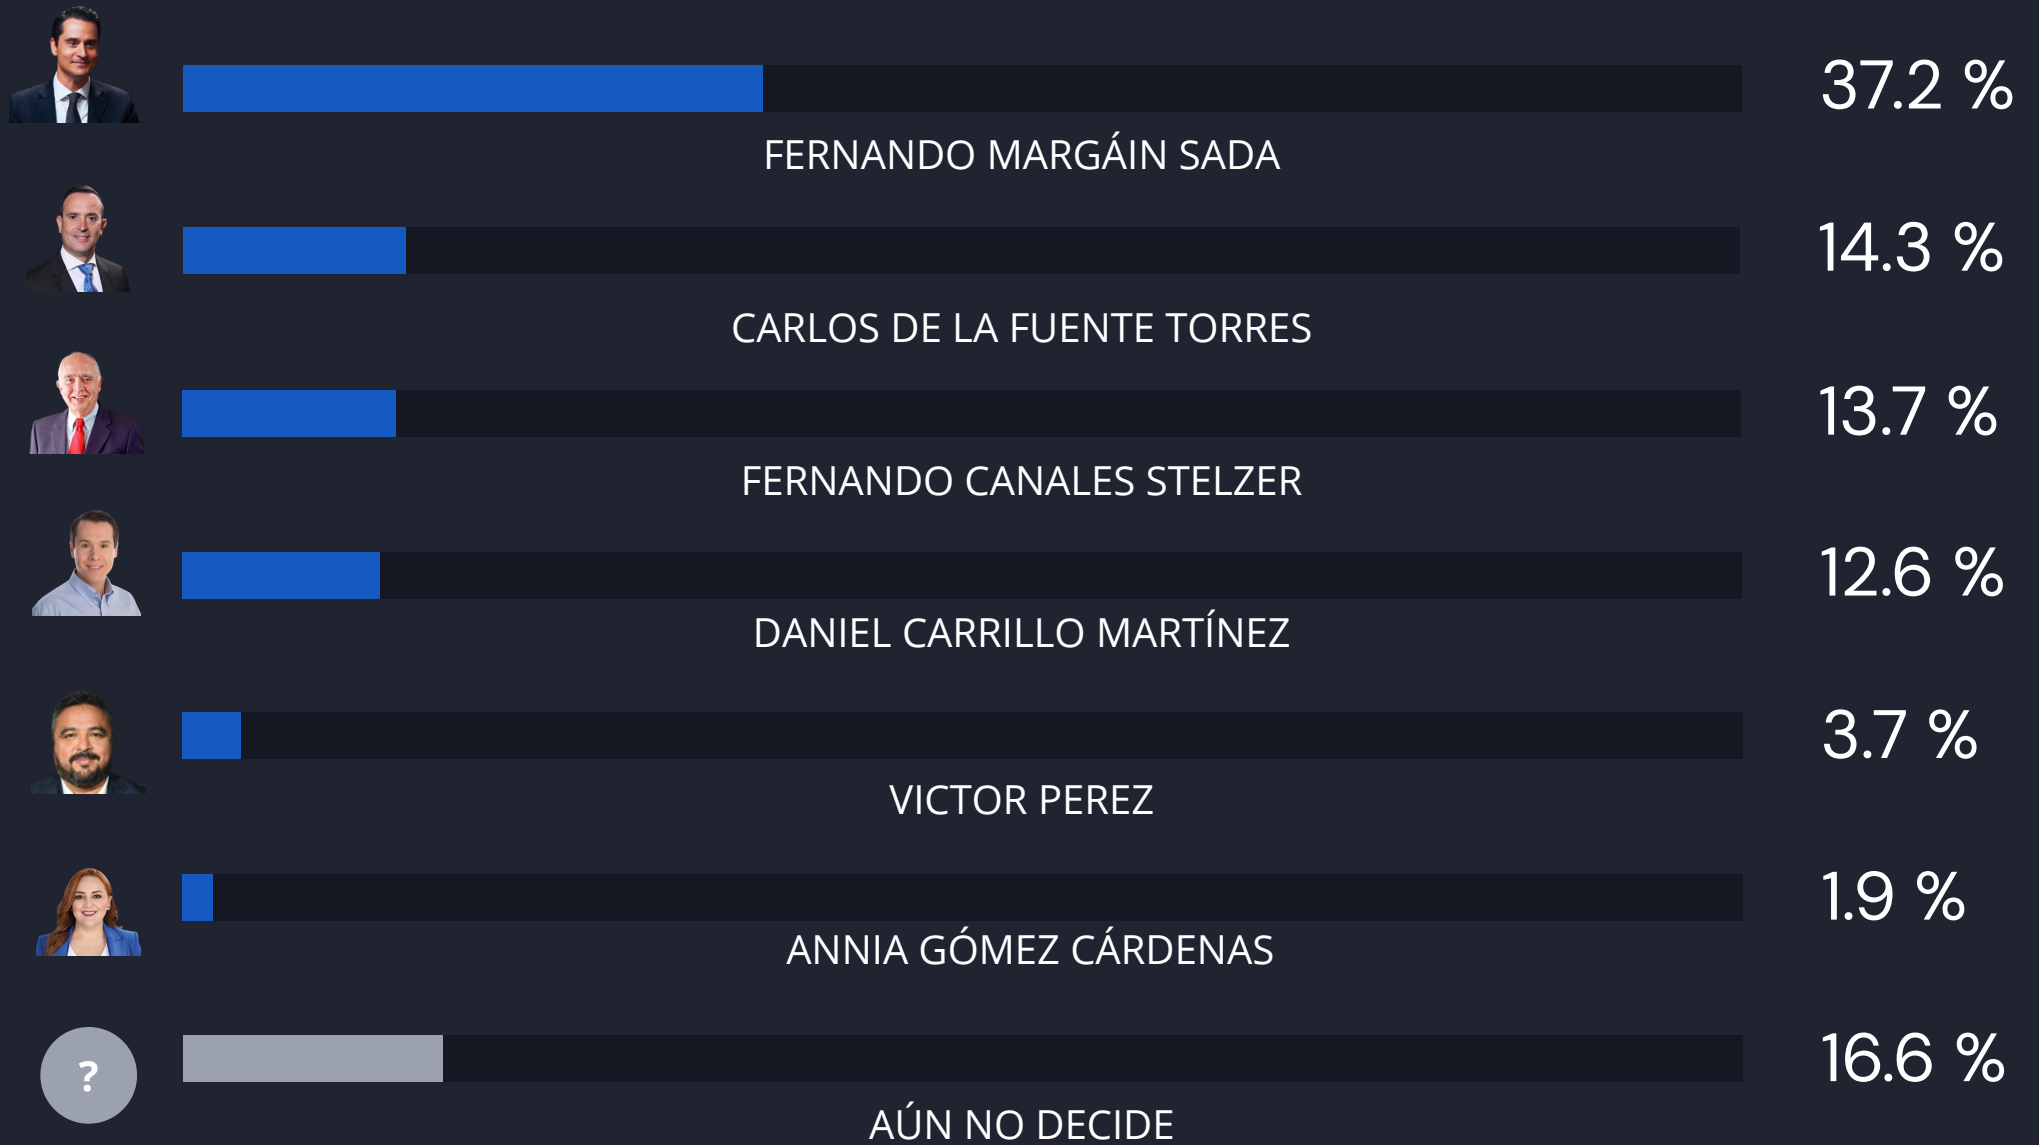 37.2 %
FERNANDO MARGÁIN SADA
14.3 %
CARLOS DE LA FUENTE TORRES
13.7 %
FERNANDO CANALES STELZER
12.6 %
DANIEL CARRILLO MARTÍNEZ
3.7 %
VICTOR PEREZ
1.9 %
ANNIA GÓMEZ CÁRDENAS
16.6 %
?
AÚN NO DECIDE